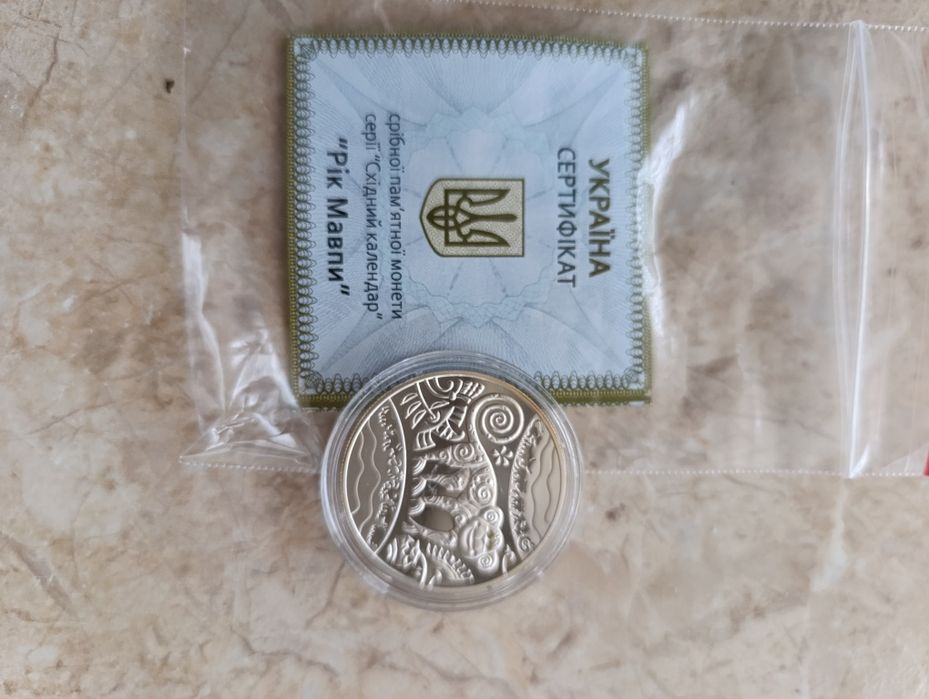 УКРАЇНА
СЕРТИФІКАТ
срібної пам'ятної монети
серії "Східний календар"
"Рік Мавпи"